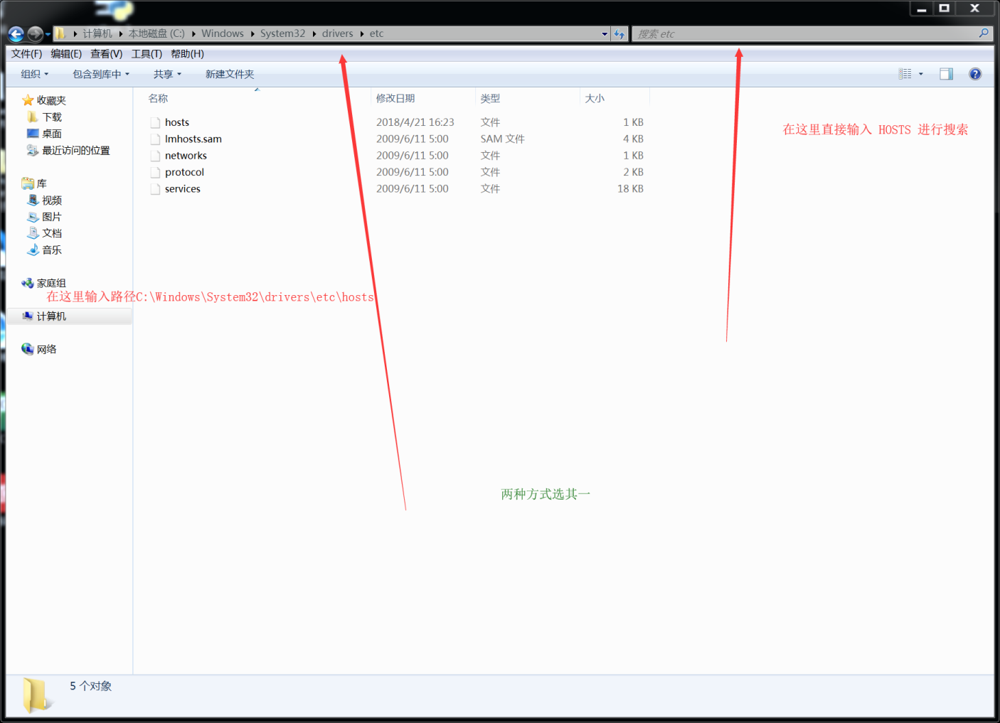 计算机 本地磁盘 (C:) Windows System32 drivers etc 搜索 etc
文件(F) 编辑(E) 查看(V) 工具(T) 帮助(H)
组织 包含到库中 共享 新建文件夹
收藏夹
下载
桌面
最近访问的位置
库
视频
图片
文档
音乐
家庭组
计算机
网络
名称 修改日期 类型 大小
hosts 2018/4/21 16:23 文件 1 KB
lmhosts.sam 2009/6/11 5:00 SAM 文件 4 KB
networks 2009/6/11 5:00 文件 1 KB
protocol 2009/6/11 5:00 文件 2 KB
services 2009/6/11 5:00 文件 18 KB
在这里直接输入 HOSTS 进行搜索
在这里输入路径C:\Windows\System32\drivers\etc\hosts
两种方式选其一
5 个对象